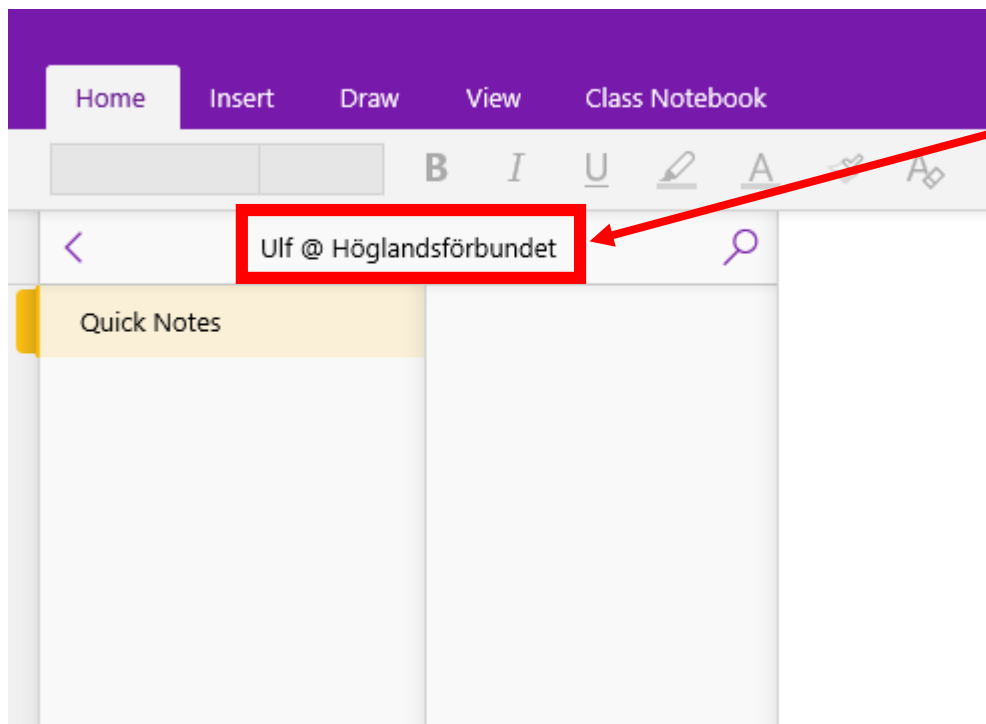 Home Insert Draw View Class Notebook
B I U A A
Ulf @ Höglandsförbundet
Quick Notes